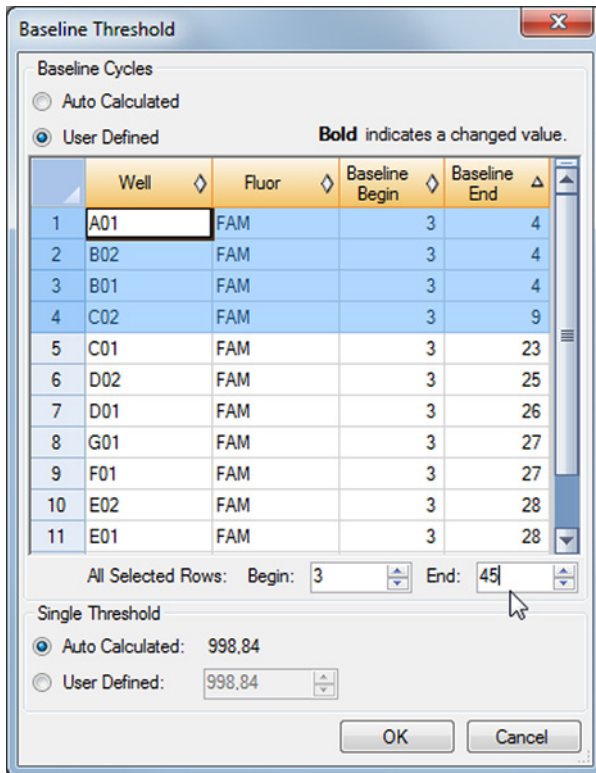 Baseline Threshold
Baseline Cycles
Auto Calculated
User Defined Bold indicates a changed value.
Well Fluor Baseline Begin Baseline End
1 A01 FAM 3 4
2 B02 FAM 3 4
3 B01 FAM 3 4
4 C02 FAM 3 9
5 C01 FAM 3 23
6 D02 FAM 3 25
7 D01 FAM 3 26
8 G01 FAM 3 27
9 F01 FAM 3 27
10 E02 FAM 3 28
11 E01 FAM 3 28
All Selected Rows: Begin: 3 End: 45
Single Threshold
Auto Calculated: 998,84
User Defined: 998,84
OK Cancel